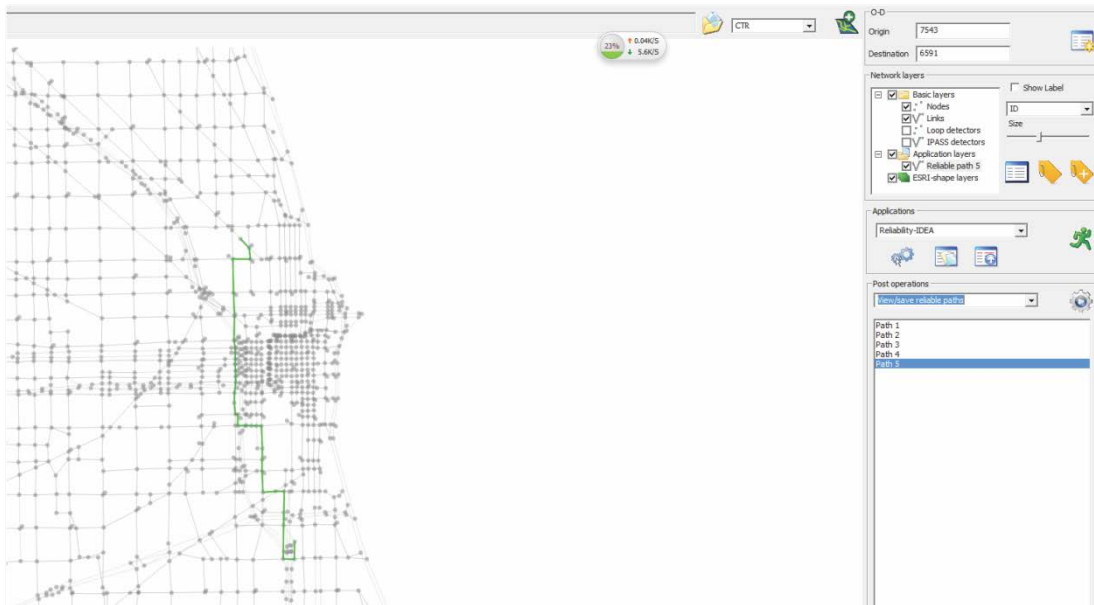 CTR
23%
0.04K/S
5.6K/S
O-D
Origin
7543
Destination
6591
Network layers
Basic layers
Nodes
Links
Loop detectors
IPASS detectors
Application layers
Reliable path 5
ESRI-shape layers
Show Label
ID
Size
Applications
Reliability-IDEA
Post operations
View/save reliable paths
Path 1
Path 2
Path 3
Path 4
Path 5